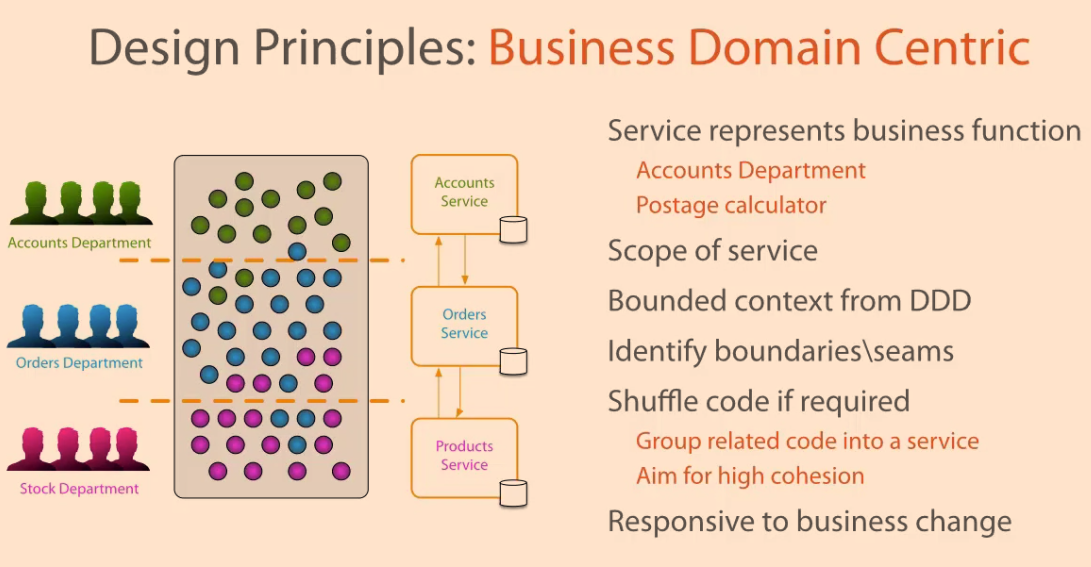 Design Principles: Business Domain Centric
Accounts Department
Orders Department
Stock Department
Accounts
Service
Orders
Service
Products
Service
Service represents business function
Accounts Department
Postage calculator
Scope of service
Bounded context from DDD
Identify boundaries\seams
Shuffle code if required
Group related code into a service
Aim for high cohesion
Responsive to business change